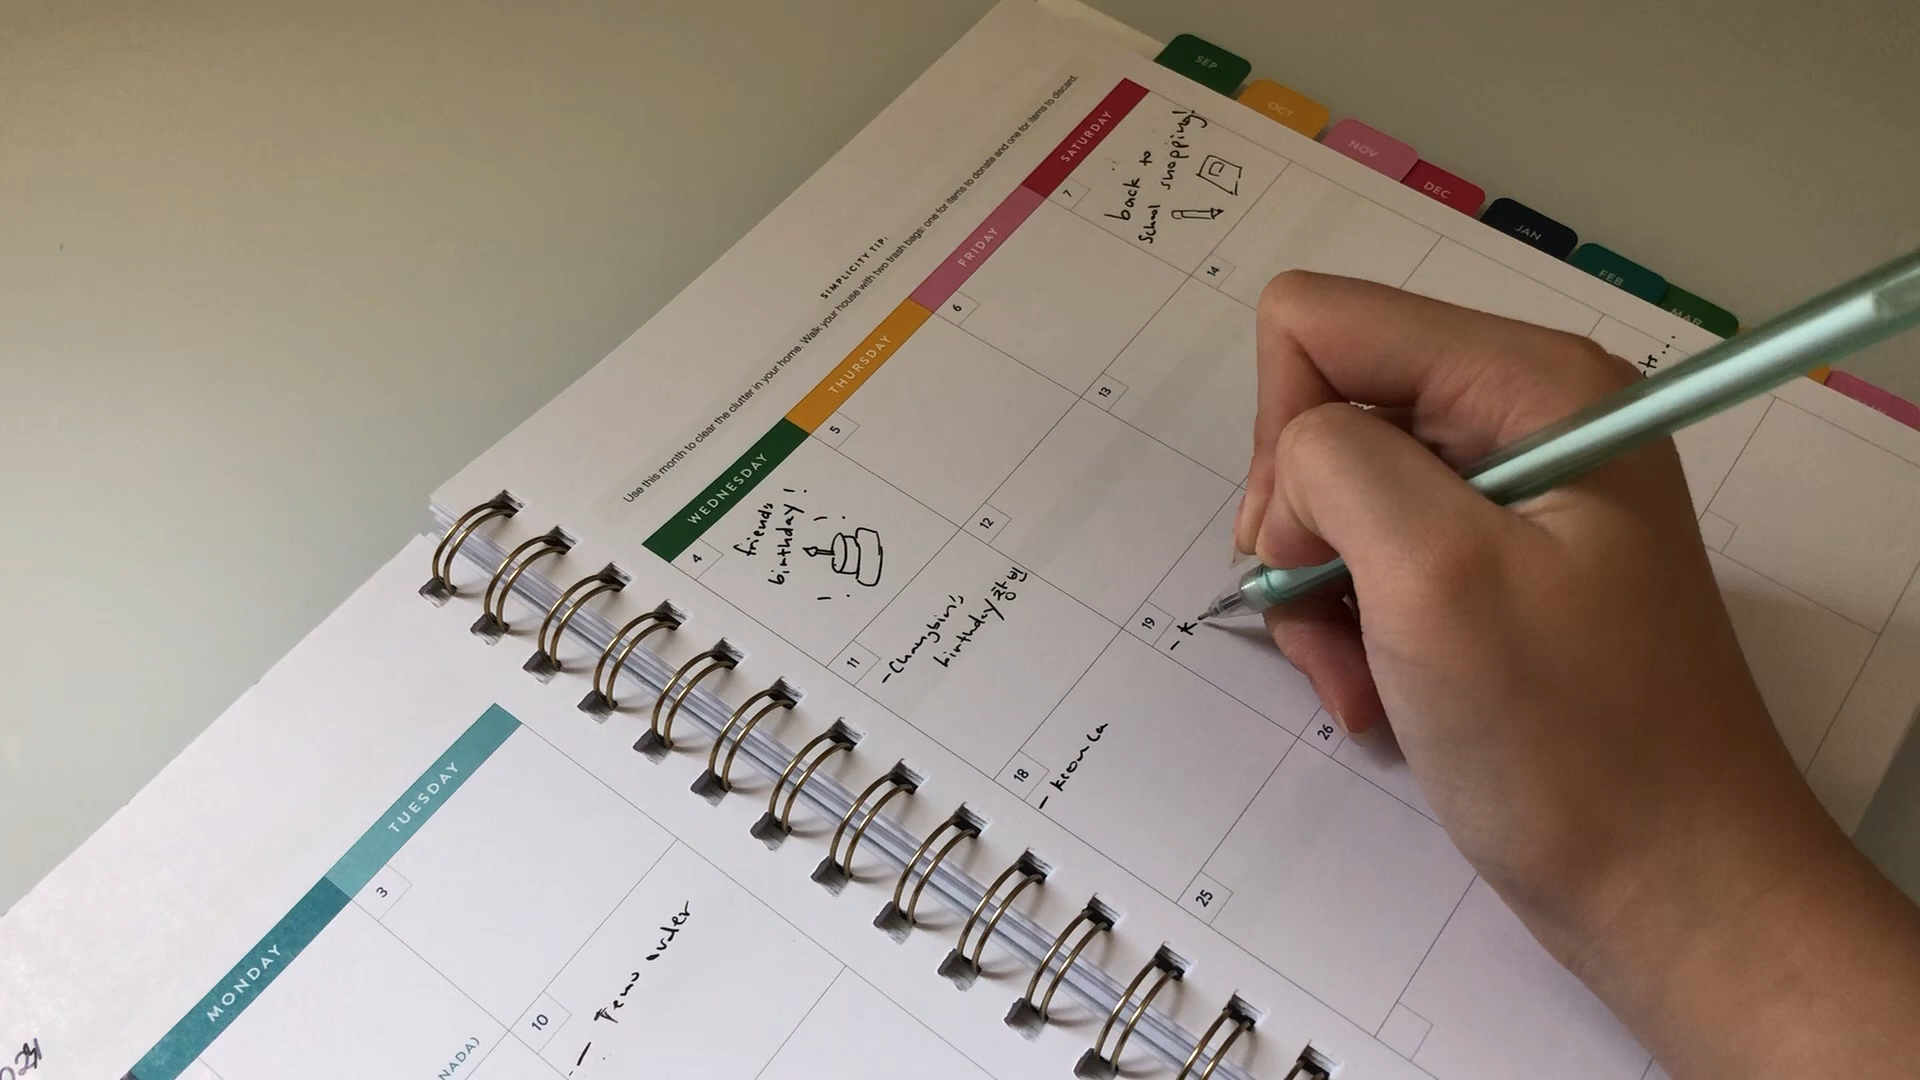 SIMPLICITY TIP:
Use this month to clear the clutter in your home. Walk your house with two trash bags: one for items to donate and one for items to discard.
MONDAY
TUESDAY
WEDNESDAY
THURSDAY
FRIDAY
SATURDAY
3
4
friends
birthday!
5
6
7
back to
school shopping!
10
11
-Changbin's
birthday 창빈
12
13
14
18
19
- K
25
26
NADA)
SEP
OCT
NOV
DEC
JAN
FEB
MAR